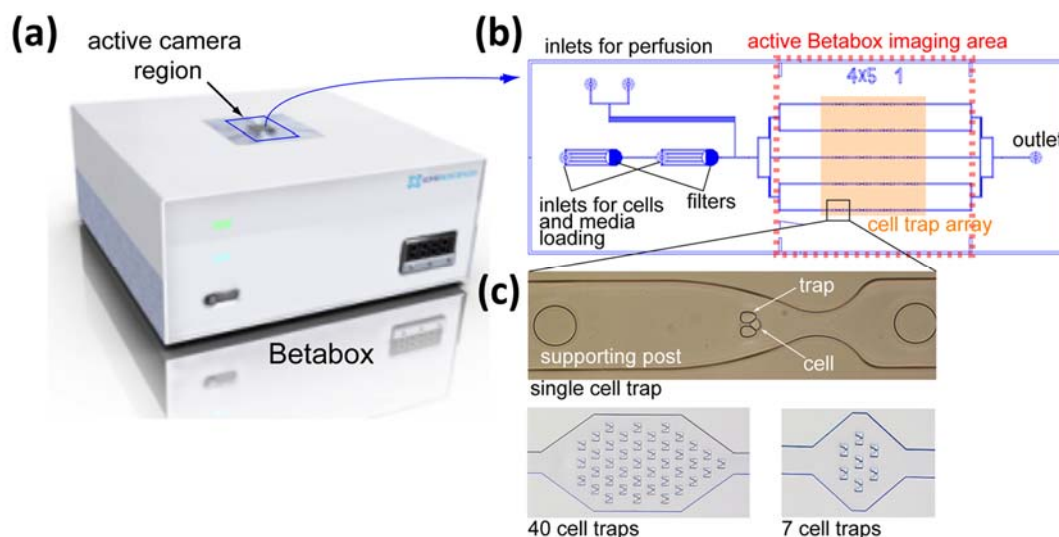 (a)
active camera
region
Betabox
(b)
inlets for perfusion
active Betabox imaging area
4x5 1
outlet
inlets for cells
and media
loading
filters
cell trap array
(c)
trap
cell
supporting post
single cell trap
40 cell traps
7 cell traps